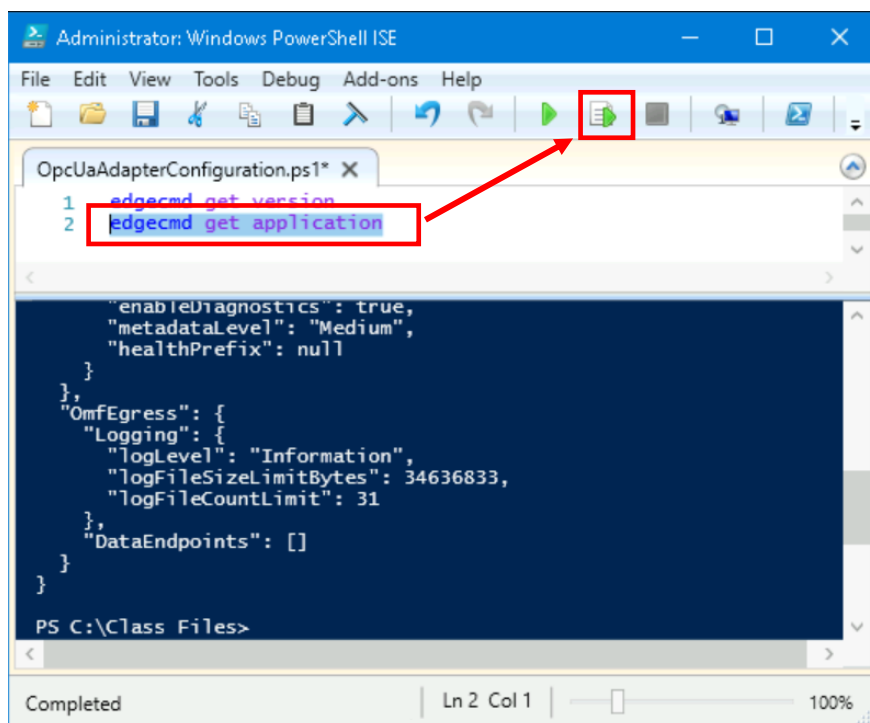 Administrator: Windows PowerShell ISE
File Edit View Tools Debug Add-ons Help
OpcUaAdapterConfiguration.ps1*
1 edgecmd get version
2 edgecmd get application
"enableDiagnostics": true,
"metadataLevel": "Medium",
"healthPrefix": null
}
},
"OmfEgress": {
"Logging": {
"logLevel": "Information",
"logFileSizeLimitBytes": 34636833,
"logFileCountLimit": 31
},
"DataEndpoints": []
}
}
PS C:\Class Files>
Completed Ln 2 Col 1 100%